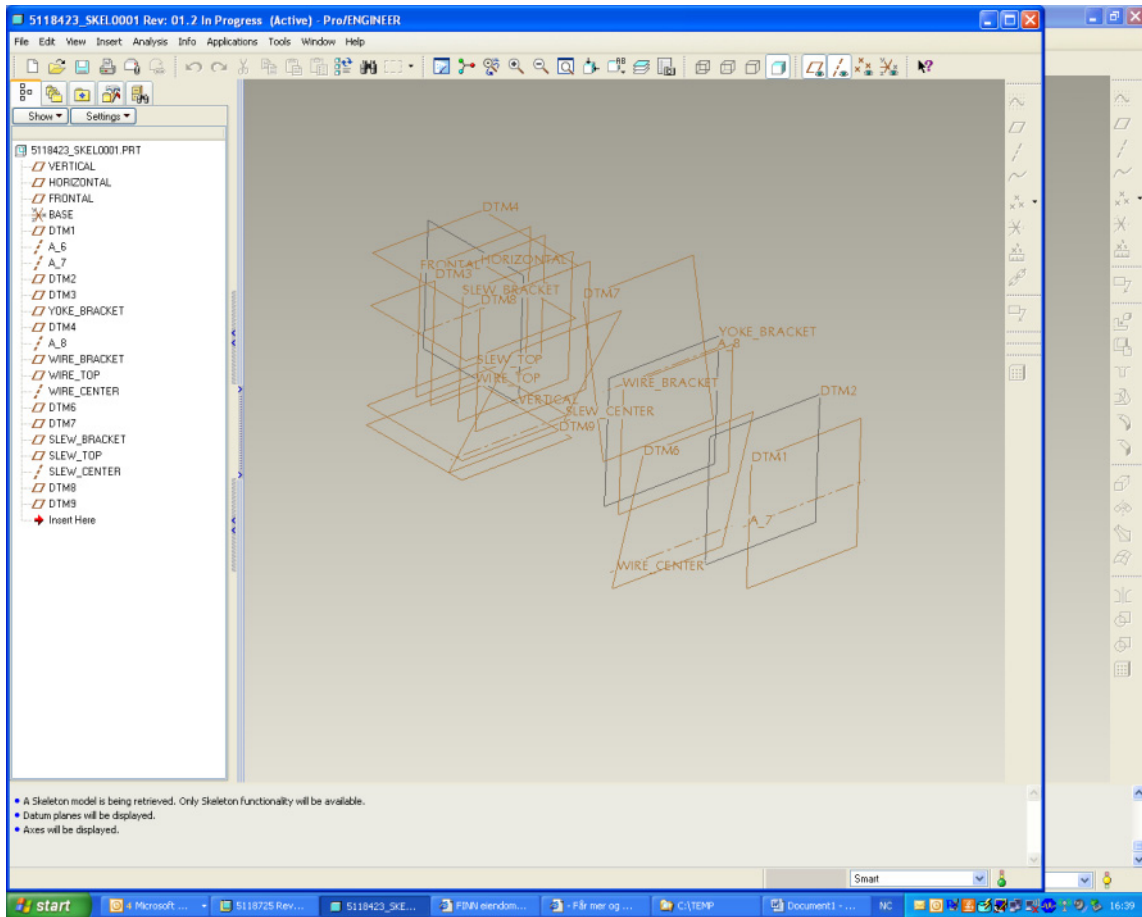 5118423_SKEL0001 Rev: 01.2 In Progress (Active) - Pro/ENGINEER
File Edit View Insert Analysis Info Applications Tools Window Help
Show Settings
5118423_SKEL0001.PRT
VERTICAL
HORIZONTAL
FRONTAL
BASE
DTM1
A_6
A_7
DTM2
DTM3
YOKE_BRACKET
DTM4
A_8
WIRE_BRACKET
WIRE_TOP
WIRE_CENTER
DTM6
DTM7
SLEW_BRACKET
SLEW_TOP
SLEW_CENTER
DTM8
DTM9
Insert Here
DTM4
FRONTAL HORIZONTAL
DTM3
SLEW_BRACKET
DTM8
DTM7
YOKE_BRACKET
A_8
SLEW_TOP
WIRE_TOP
WIRE_BRACKET
DTM2
VERTICAL
SLEW_CENTER
DTM9
DTM6
DTM1
A_7
WIRE_CENTER
A Skeleton model is being retrieved. Only Skeleton functionality will be available.
Datum planes will be displayed.
Axes will be displayed.
Smart
start 4 Microsoft ... 5118725 Rev... 5118423_SKE... FINN eiendom... - Får mer og ... C:\TEMP Document1 - ... NC 16:39